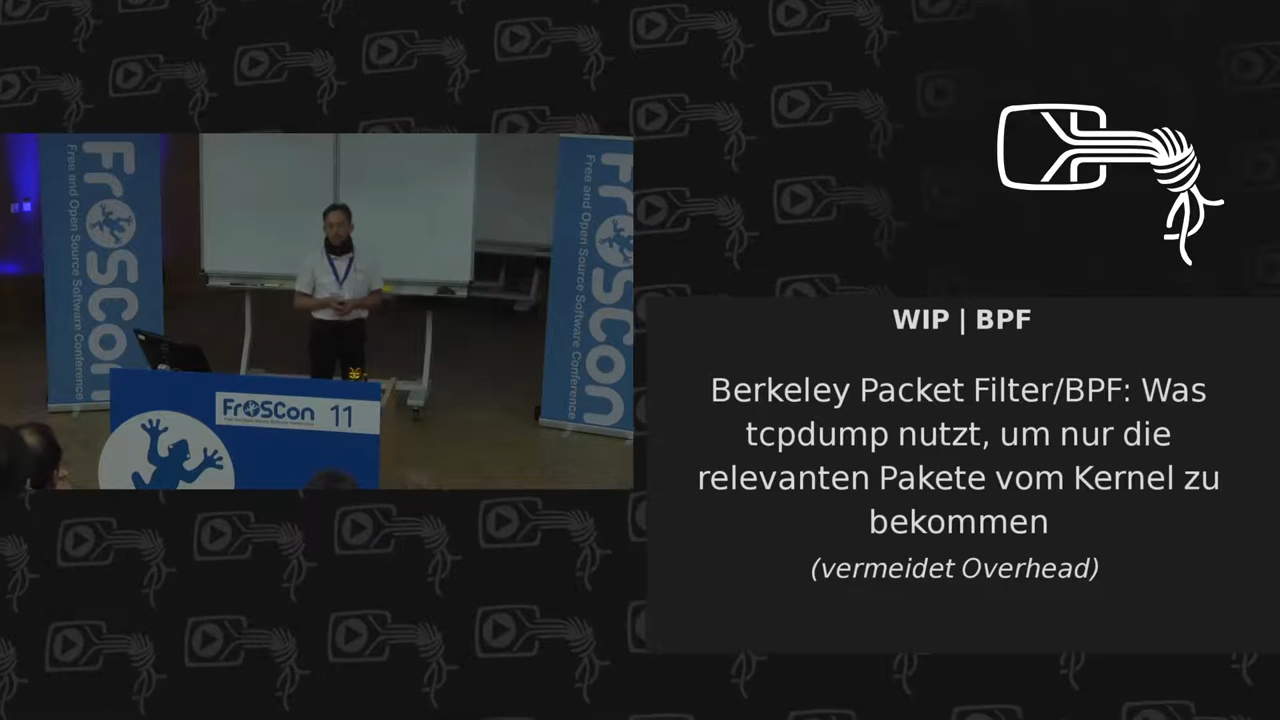 FrOSCon
Free and Open Source Software Conference
FrOSCon
Free and Open Source Software Conference
FrOSCon 11
WIP | BPF
Berkeley Packet Filter/BPF: Was
tcpdump nutzt, um nur die
relevanten Pakete vom Kernel zu
bekommen
(vermeidet Overhead)